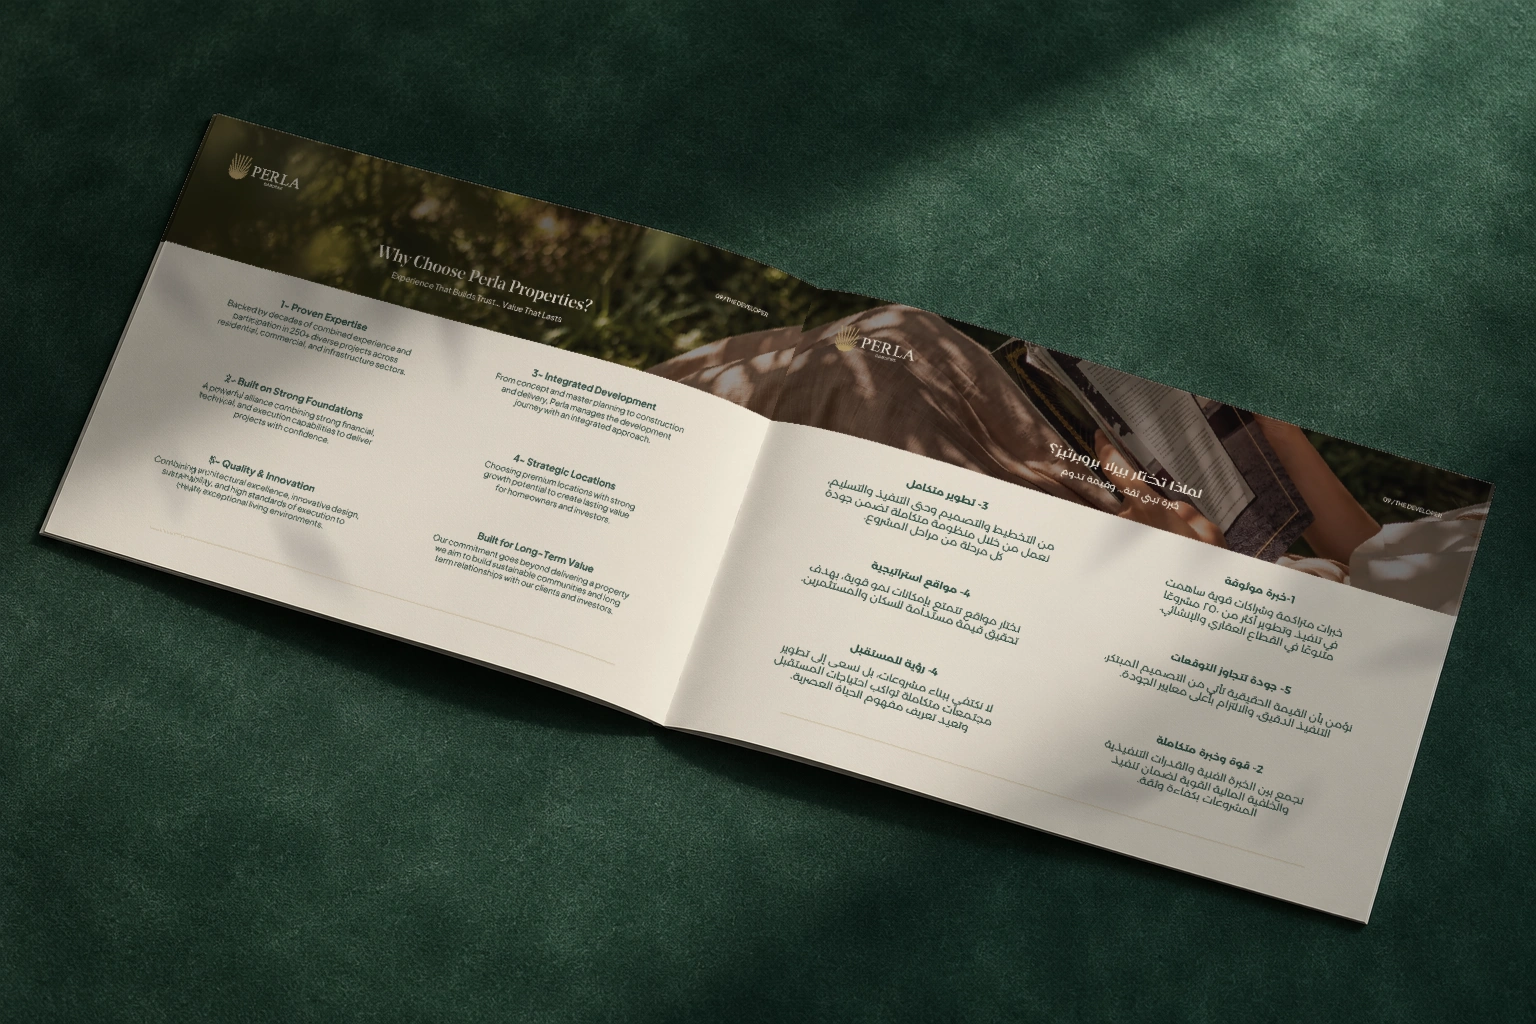 PERLA
Why Choose Perla Properties?
Experience That Builds Trust.. Value That Lasts
09/THE DEVELOPER
1- Proven Expertise
Backed by decades of combined experience and
participation in 250+ diverse projects across
residential, commercial, and infrastructure sectors.
2- Built on Strong Foundations
A powerful alliance combining strong financial,
technical, and execution capabilities to deliver
projects with confidence.
5- Quality & Innovation
Combining architectural excellence, innovative design,
sustainability, and high standards of execution to
create exceptional living environments.
3- Integrated Development
From concept and master planning to construction
and delivery, Perla manages the development
journey with an integrated approach.
4- Strategic Locations
Choosing premium locations with strong
growth potential to create lasting value
for homeowners and investors.
Built for Long-Term Value
Our commitment goes beyond delivering a property
we aim to build sustainable communities and long
term relationships with our clients and investors.
PERLA
لماذا تختار بيرلا بروبرتيز؟
خبرة تبني ثقة.. وقيمة تدوم
09/THE DEVELOPER
1-خبرة موثوقة
خبرات متراكمة وشراكات قوية ساهمت
في تنفيذ وتطوير أكثر من ٢٥٠ مشروعًا
متنوعًا في القطاع العقاري والإنشائي.
5- جودة تتجاوز التوقعات
نؤمن بأن القيمة الحقيقية تأتي من التصميم المبتكر،
التنفيذ الدقيق، والالتزام بأعلى معايير الجودة.
2- قوة وخبرة متكاملة
نجمع بين الخبرة الفنية والقدرات التنفيذية
والخلفية المالية القوية لضمان تنفيذ
المشروعات بكفاءة وثقة.
3- تطوير متكامل
من التخطيط والتصميم وحتى التنفيذ والتسليم،
نعمل من خلال منظومة متكاملة تضمن جودة
كل مرحلة من مراحل المشروع.
4- مواقع استراتيجية
نختار مواقع تتمتع بإمكانات نمو قوية، بهدف
تحقيق قيمة مستدامة للسكان والمستثمرين.
4- رؤية للمستقبل
لا نكتفي ببناء مشروعات، بل نسعى إلى تطوير
مجتمعات متكاملة تواكب احتياجات المستقبل
وتعيد تعريف مفهوم الحياة العصرية.